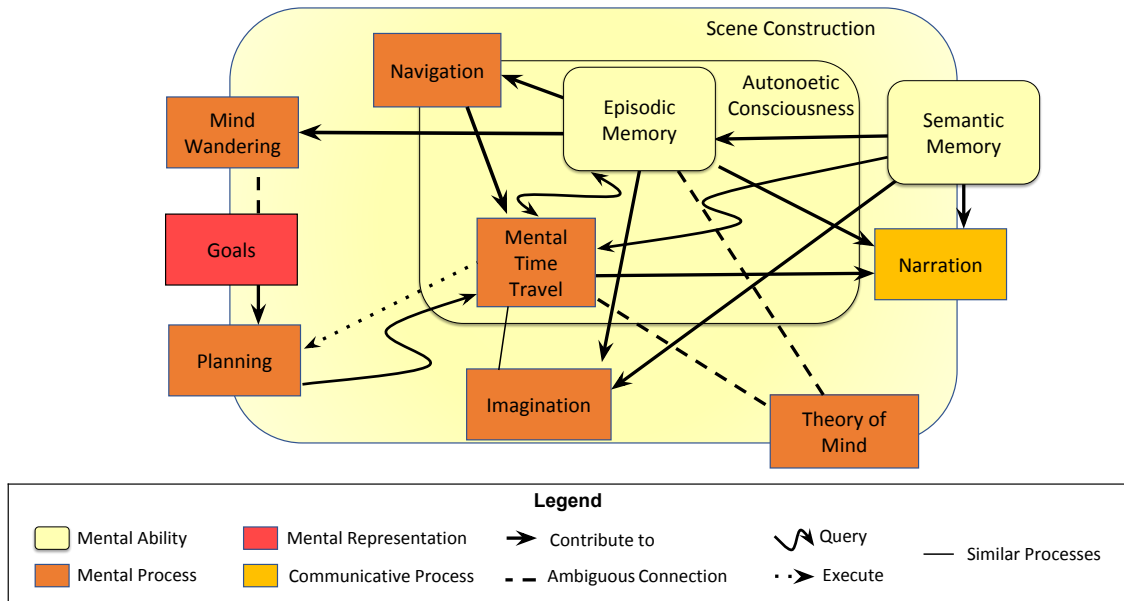 Scene Construction
Navigation
Autonoetic
Consciousness
Episodic
Memory
Semantic
Memory
Mind
Wandering
Goals
Mental
Time
Travel
Narration
Planning
Imagination
Theory of
Mind
Legend
Mental Ability
Mental Representation
Contribute to
Query
Similar Processes
Mental Process
Communicative Process
Ambiguous Connection
Execute